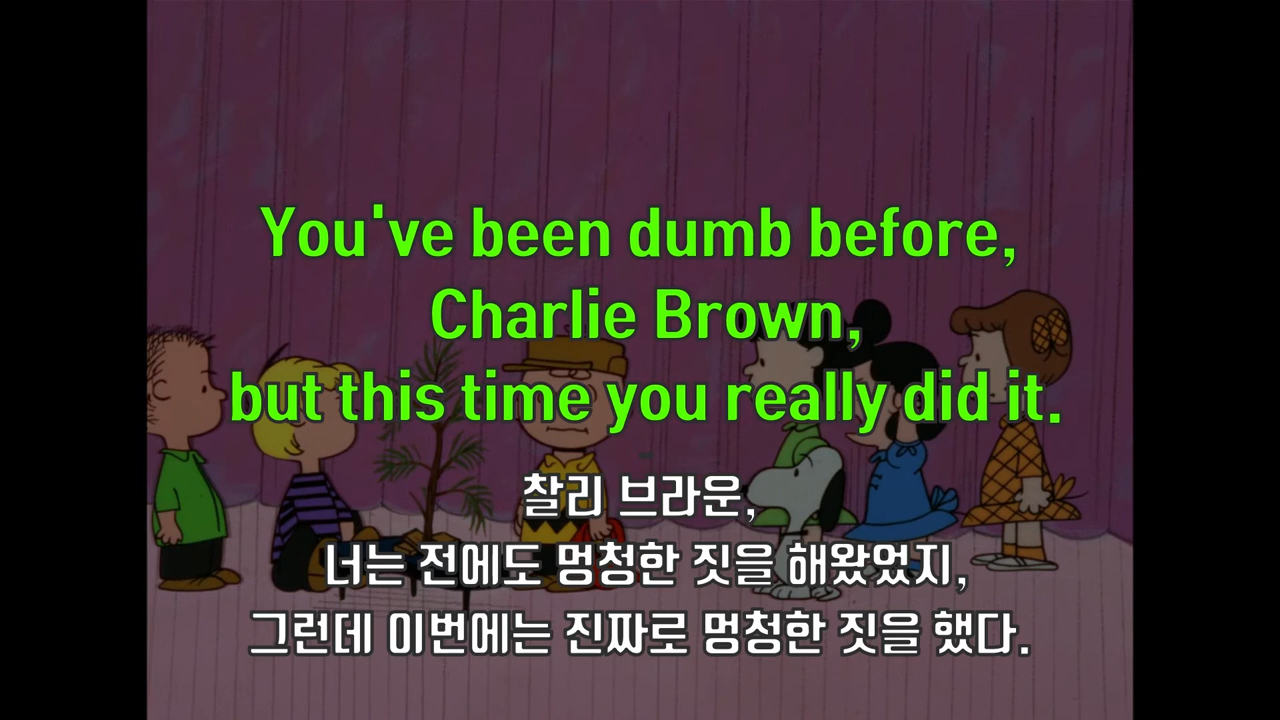 You've been dumb before,
Charlie Brown,
but this time you really did it.
찰리 브라운,
너는 전에도 멍청한 짓을 해왔었지,
그런데 이번에는 진짜로 멍청한 짓을 했다.